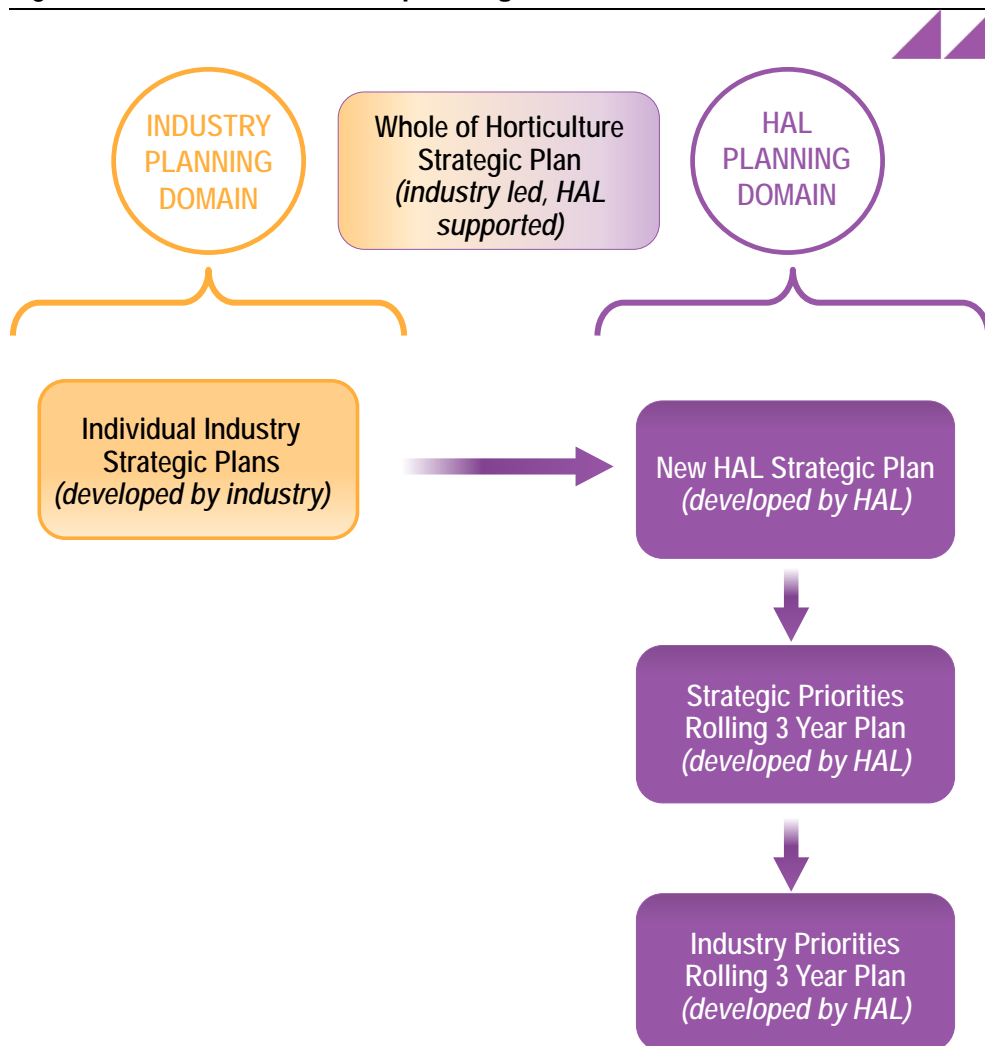 INDUSTRY
PLANNING
DOMAIN
Whole of Horticulture
Strategic Plan
(industry led, HAL
supported)
HAL
PLANNING
DOMAIN
Individual Industry
Strategic Plans
(developed by industry)
New HAL Strategic Plan
(developed by HAL)
Strategic Priorities
Rolling 3 Year Plan
(developed by HAL)
Industry Priorities
Rolling 3 Year Plan
(developed by HAL)